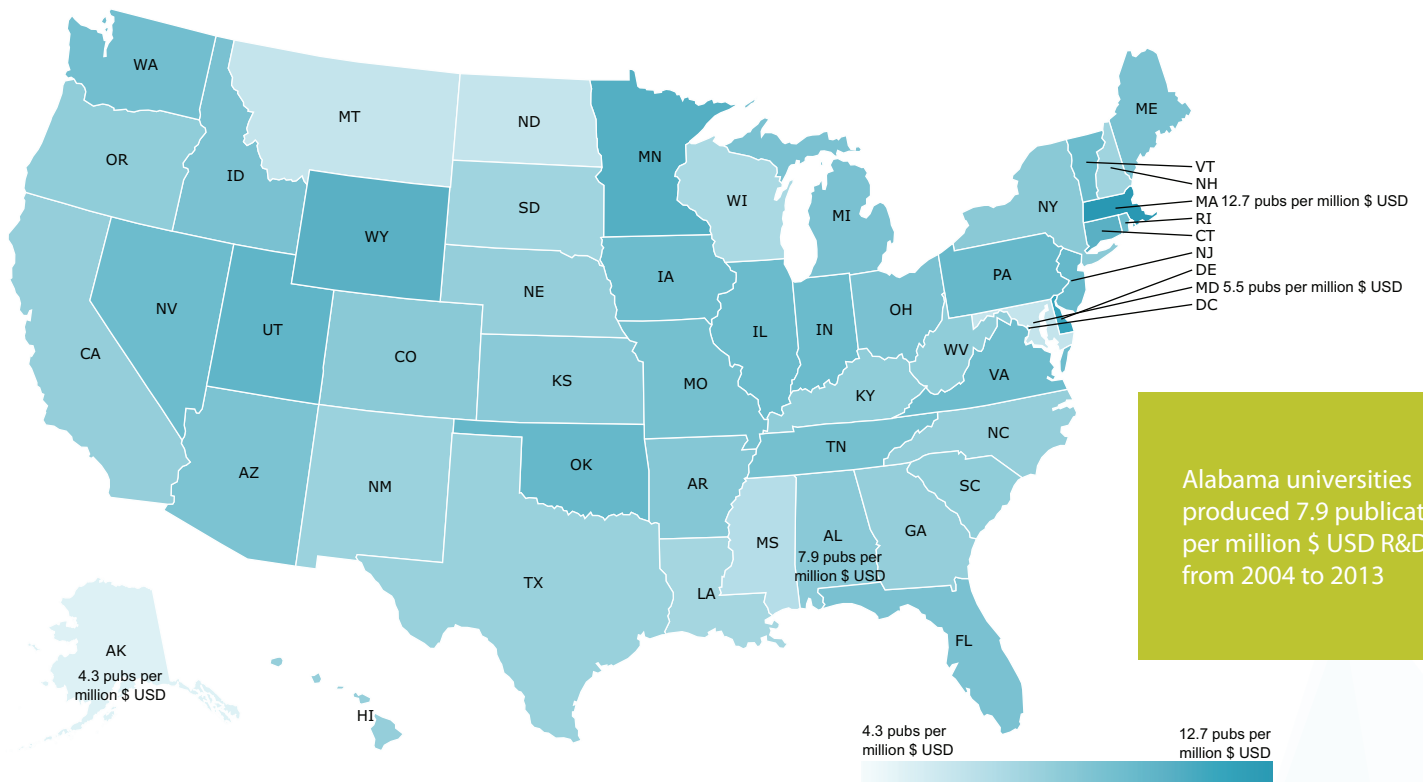 WA
MT
ND
ME
OR
ID
MN
VT
NH
SD
WI
MI
NY
MA 12.7 pubs per million $ USD
RI
CT
WY
NJ
DE
MD 5.5 pubs per million $ USD
DC
IA
PA
NE
NV
UT
IL
IN
OH
CA
CO
WV
VA
KS
MO
KY
NC
TN
AZ
NM
OK
AR
SC
MS
AL
7.9 pubs per
million $ USD
GA
TX
LA
FL
Alabama universities
produced 7.9
per million $ USD
from 2004 to 2013
AK
4.3 pubs per
million $ USD
HI
4.3 pubs per
million $ USD
12.7 pubs per
million $ USD